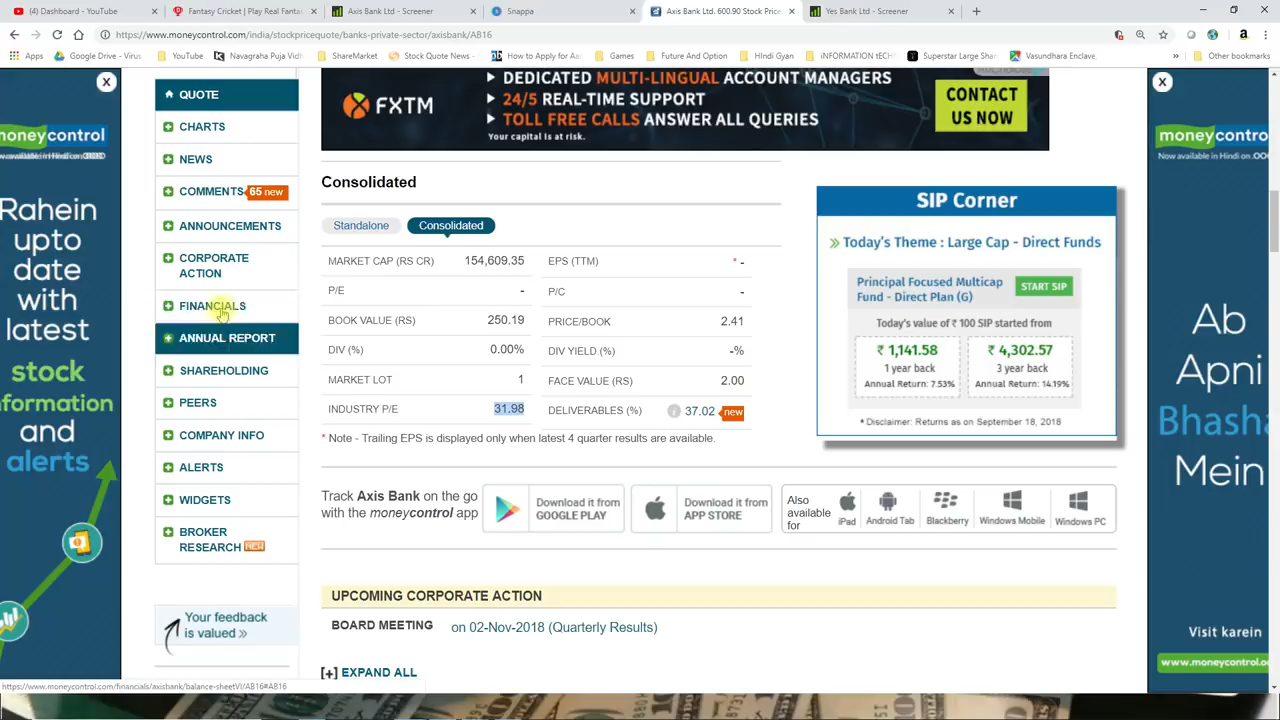 (4) Dashboard - YouTube
Fantasy Cricket | Play Real Fanta
Axis Bank Ltd - Screener
Snappa
Axis Bank Ltd. 600.90 Stock Price
Yes Bank Ltd - Screener
https://www.moneycontrol.com/india/stockpricequote/banks-private-sector/axisbank/AB16
Apps
Google Drive - Virus
YouTube
Navagraha Puja Vidh
ShareMarket
Stock Quote News -
How to Apply for Aad
Games
Future And Option
HIndi Gyan
iNFORMATION tECH
Superstar Large Shar
Vasundhara Enclave,
Other bookmarks
QUOTE
CHARTS
NEWS
COMMENTS 65 new
ANNOUNCEMENTS
CORPORATE
ACTION
FINANCIALS
ANNUAL REPORT
SHAREHOLDING
PEERS
COMPANY INFO
ALERTS
WIDGETS
BROKER
RESEARCH NEW
Your feedback
is valued »
DEDICATED MULTI-LINGUAL ACCOUNT MANAGERS
24/5 REAL-TIME SUPPORT
TOLL FREE CALLS ANSWER ALL QUERIES
Your capital is at risk.
FXTM
CONTACT
US NOW
Consolidated
Standalone
Consolidated
MARKET CAP (RS CR) 154,609.35
EPS (TTM) * -
P/E -
P/C -
BOOK VALUE (RS) 250.19
PRICE/BOOK 2.41
DIV (%) 0.00%
DIV YIELD.(%) -%
MARKET LOT 1
FACE VALUE (RS) 2.00
INDUSTRY P/E 31.98
DELIVERABLES (%) 37.02 new
* Note - Trailing EPS is displayed only when latest 4 quarter results are available.
SIP Corner
Today's Theme : Large Cap - Direct Funds
Principal Focused Multicap
Fund - Direct Plan (G)
START SIP
Today's value of ₹ 100 SIP started from
₹ 1,141.58
1 year back
Annual Return: 7.53%
₹ 4,302.57
3 year back
Annual Return: 14.19%
* Disclaimer: Returns as on September 18, 2018
Track Axis Bank on the go
with the moneycontrol app
Download it from
GOOGLE PLAY
Download it from
APP STORE
Also
available
for
iPad
Android Tab
Blackberry
Windows Mobile
Windows PC
UPCOMING CORPORATE ACTION
BOARD MEETING on 02-Nov-2018 (Quarterly Results)
[+] EXPAND ALL
moneycontrol
Rahein
upto
date
with
latest
stock
nformation
and
alerts
moneycontro
Now available in Hindi on
Ab
Apni
Bhasha
Mein
Visit karein
www.moneycontrol.co
https://www.moneycontrol.com/financials/axisbank/balance-sheetVI/AB16#AB16